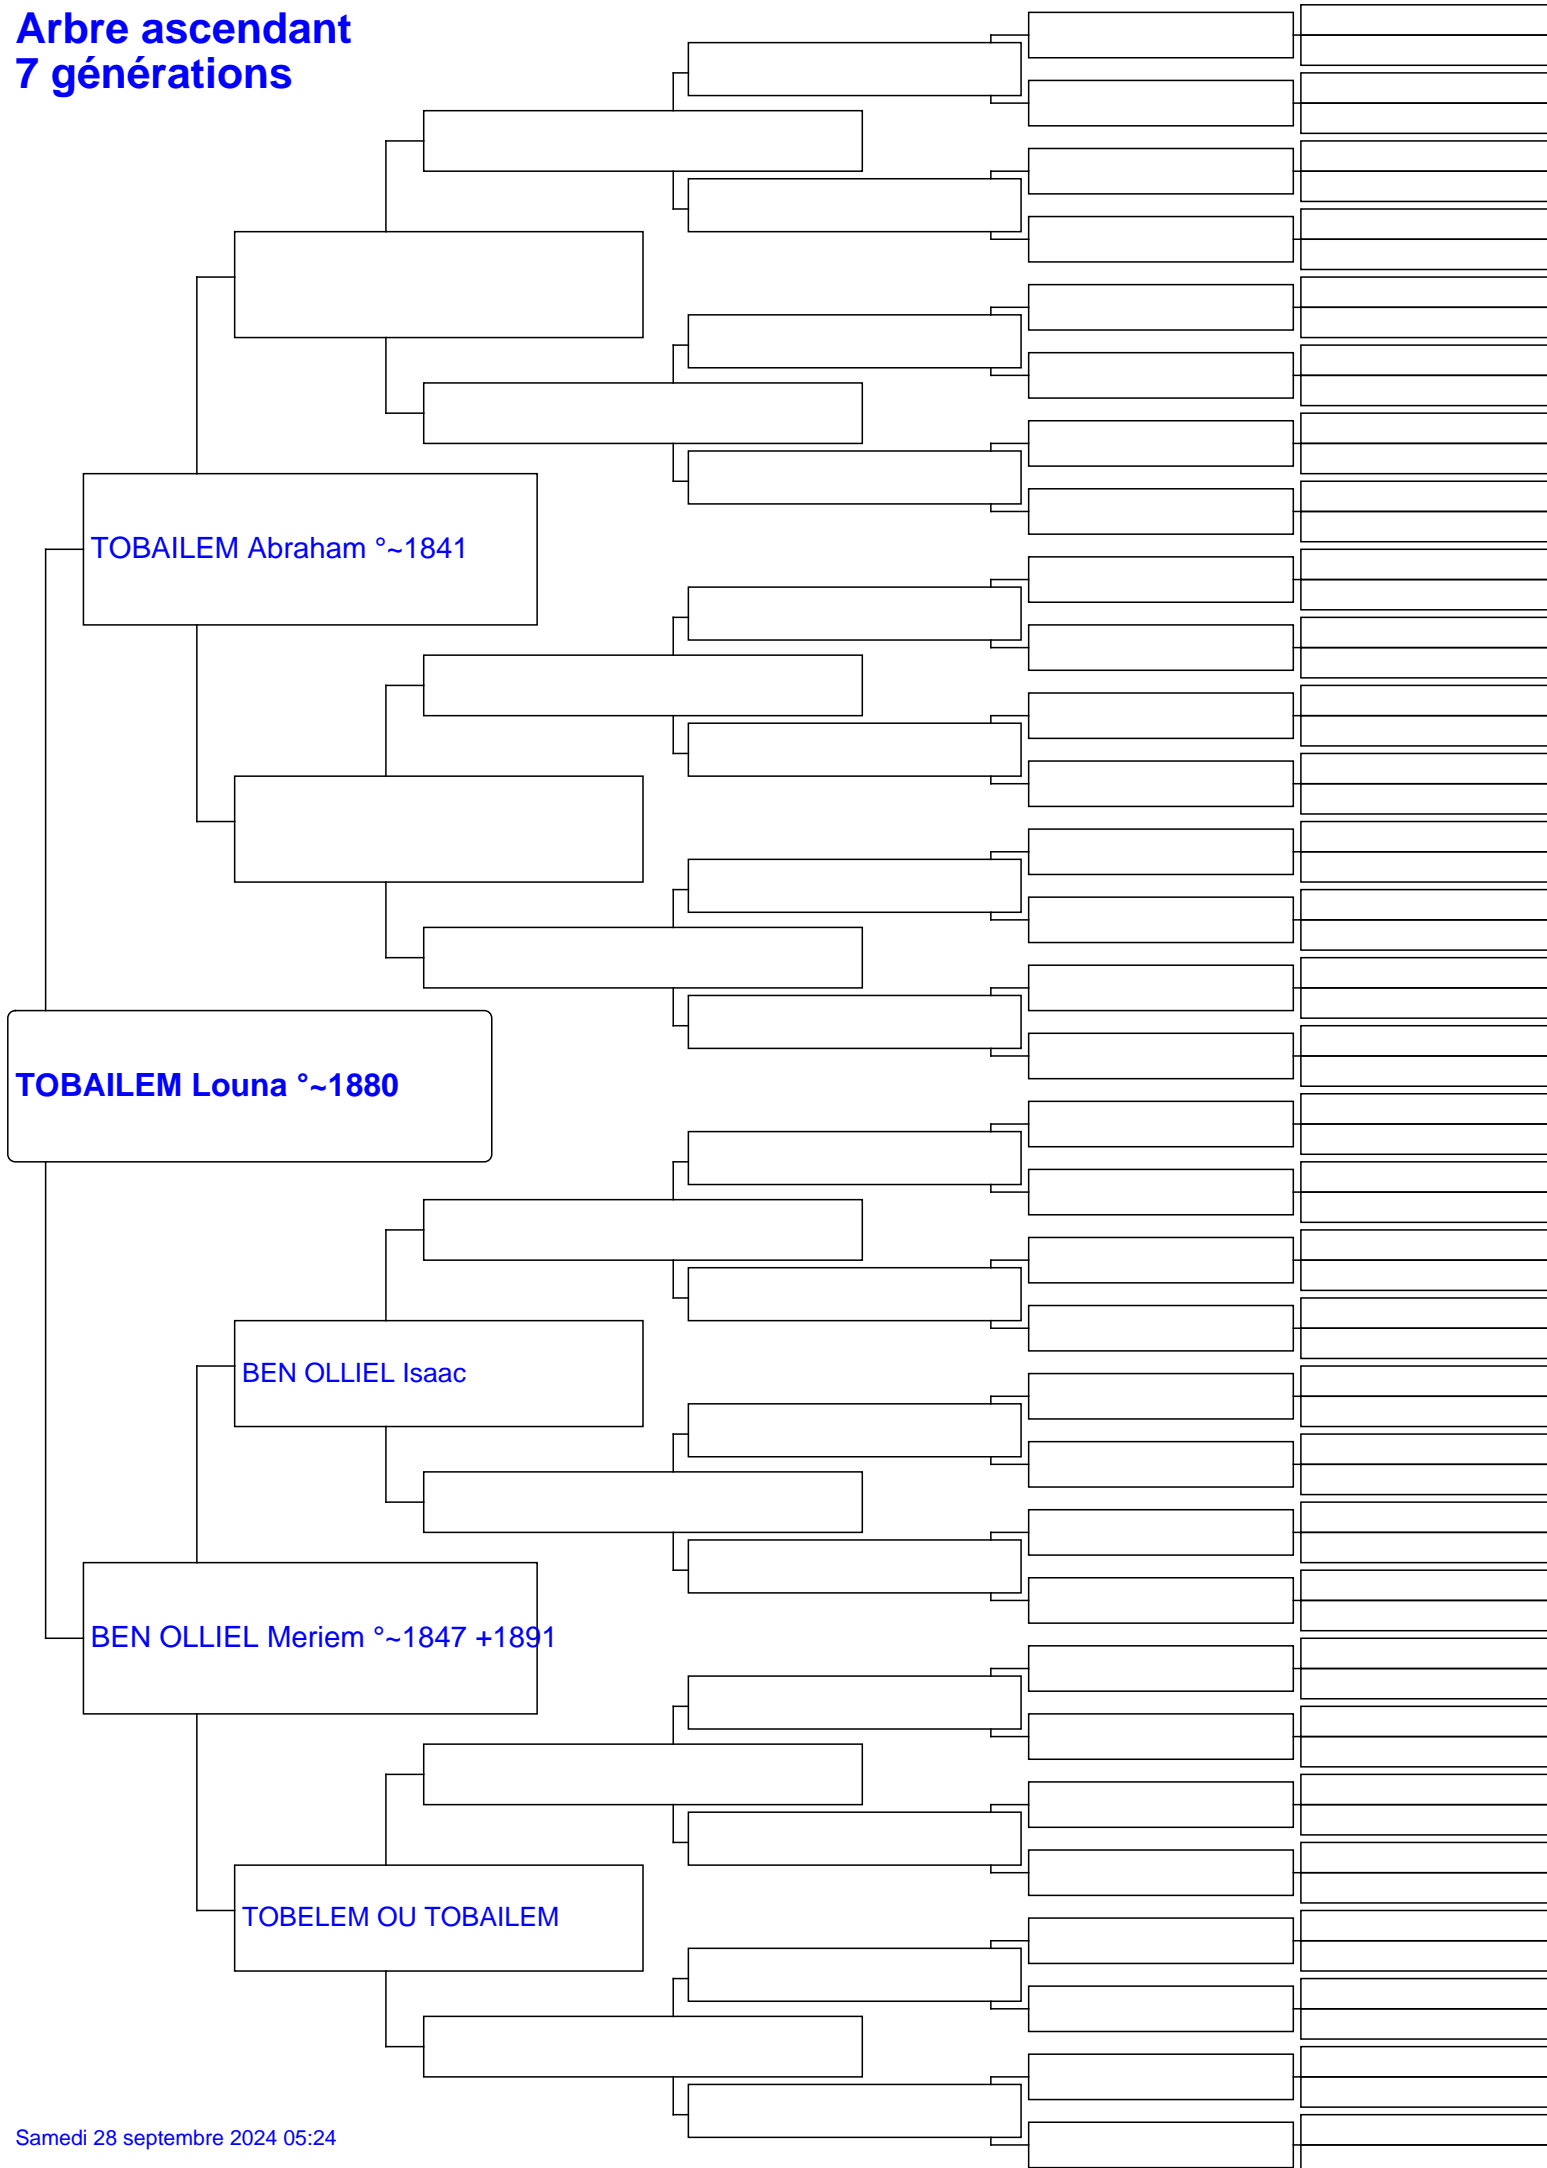 Arbre ascendant
7 générations
TOBAILEM Abraham °~1841
TOBAILEM Louna °~1880
BEN OLLIEL Isaac
BEN OLLIEL Meriem °~1847 +1891
TOBELEM OU TOBAILEM
Samedi 28 septembre 2024 05:24